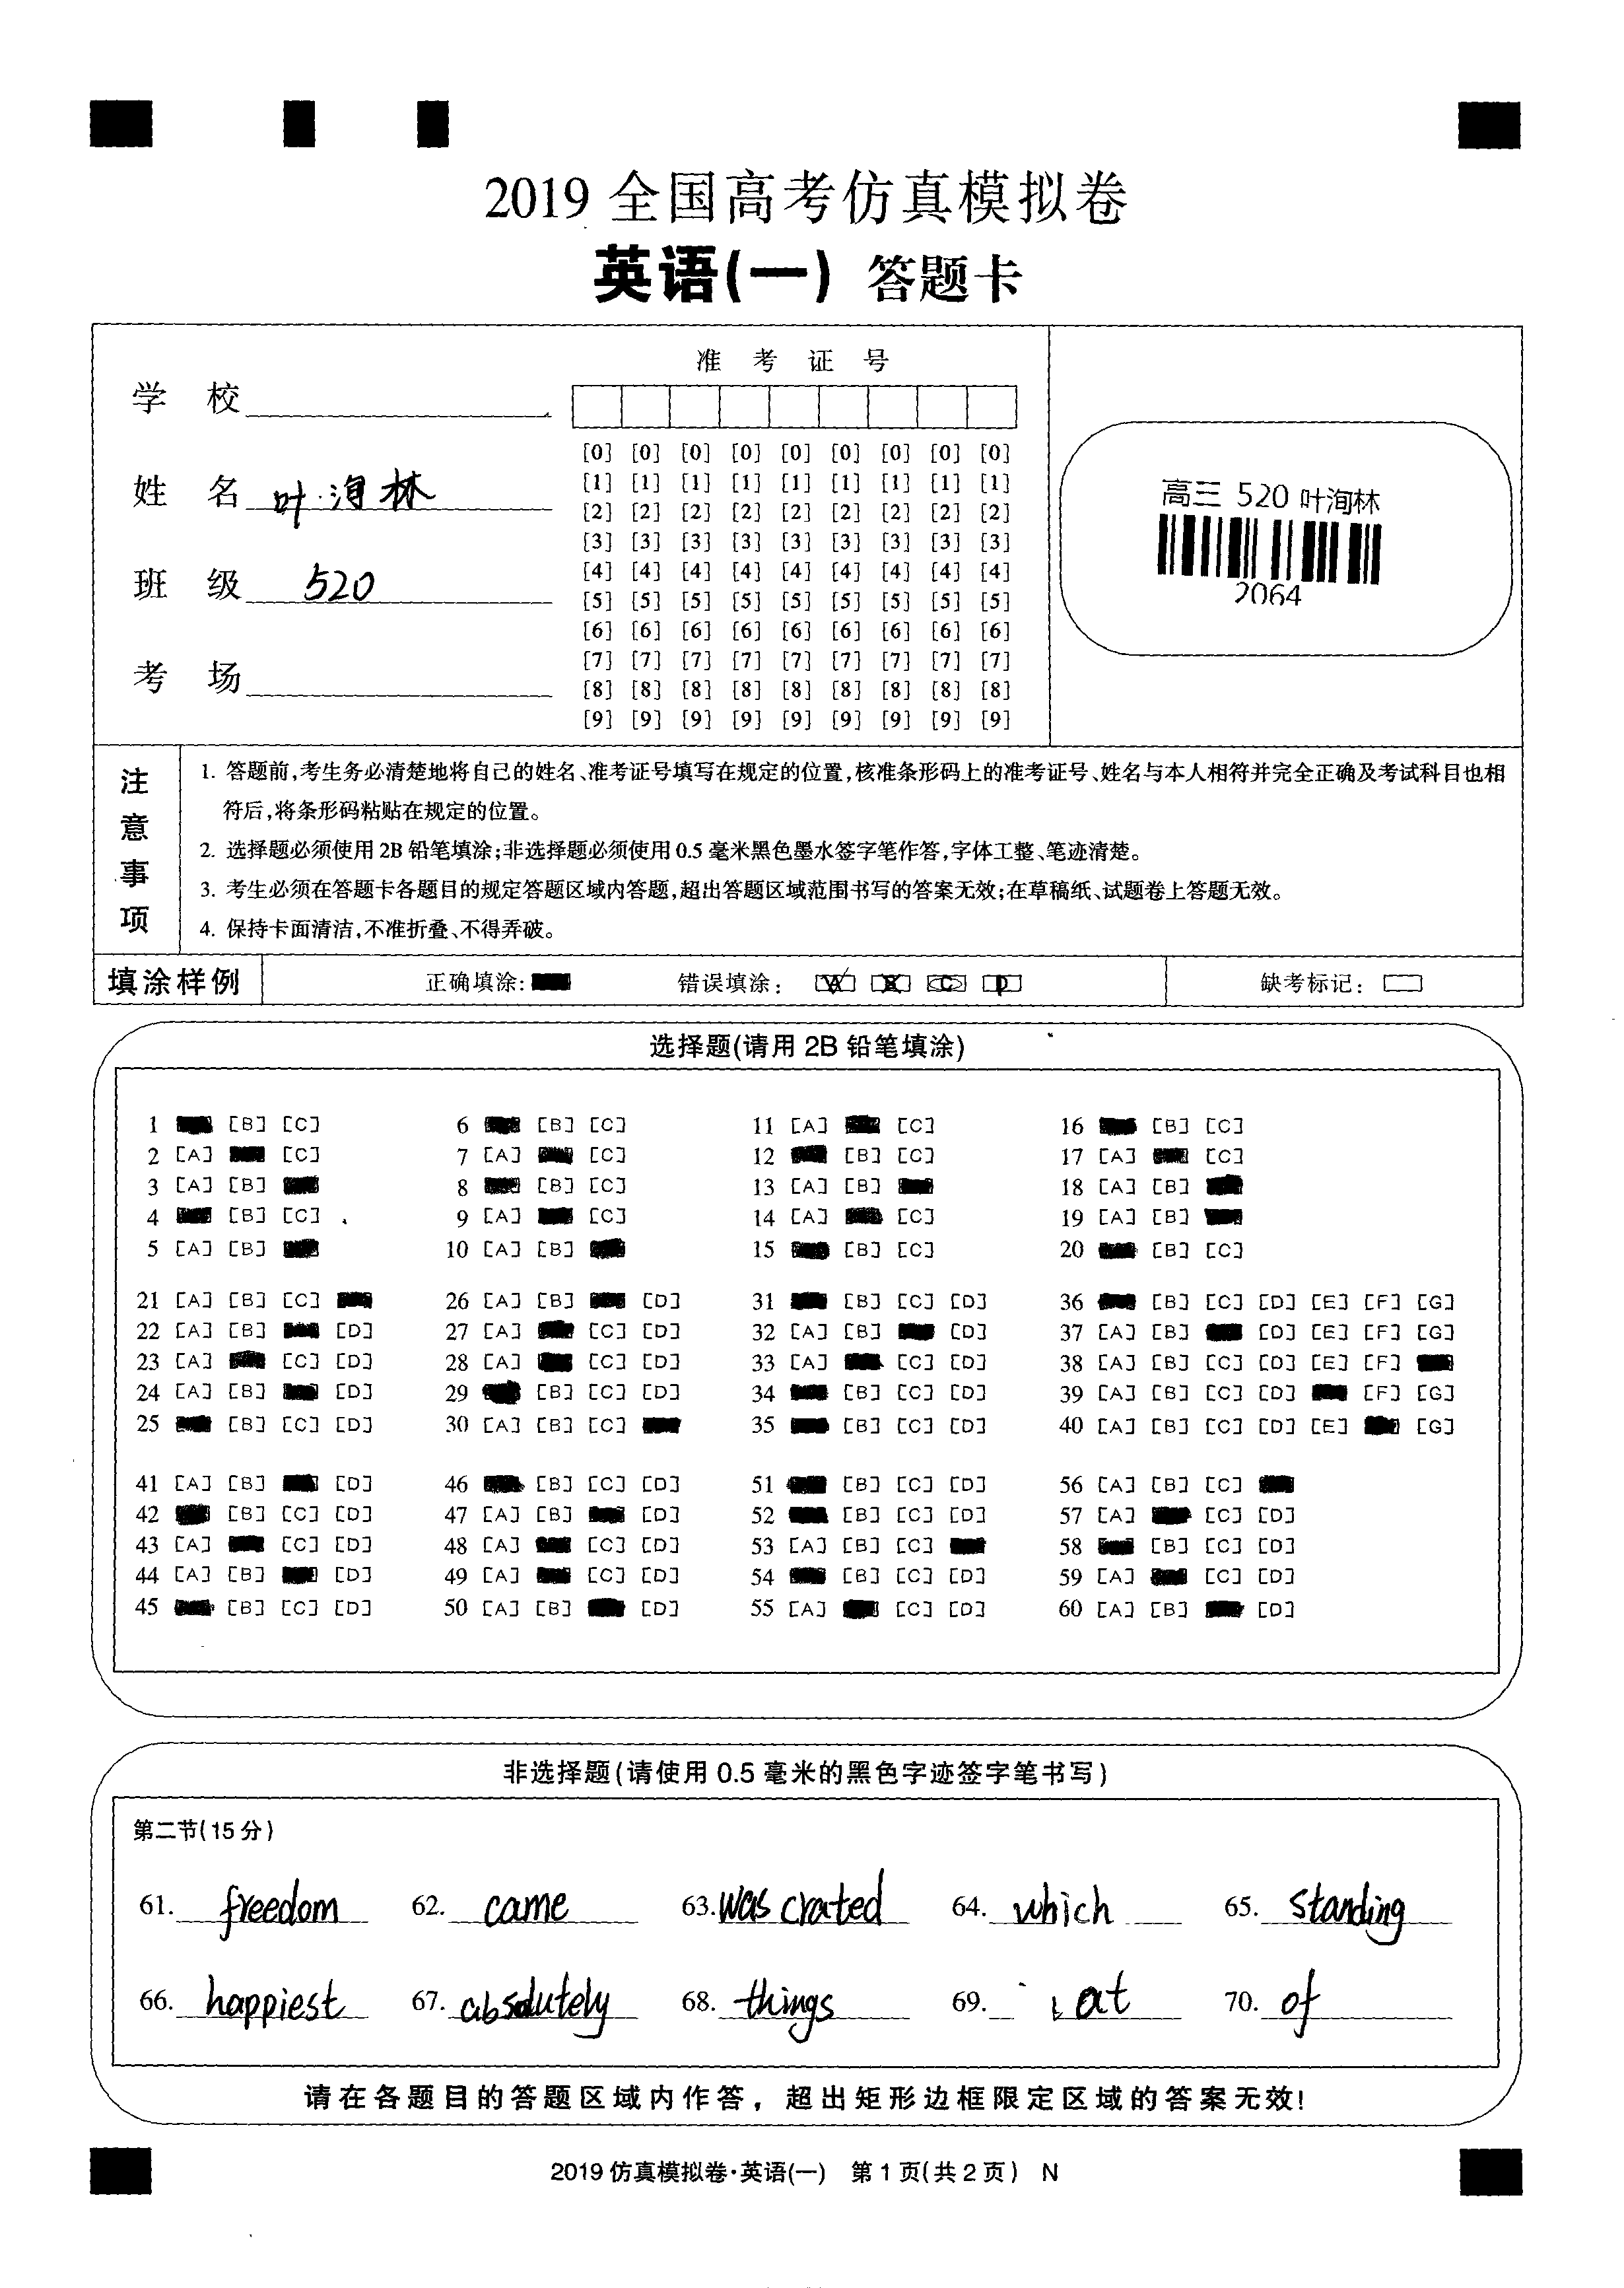 2019 全国高考仿真模拟卷
英语(一) 答题卡
准 考 证 号
学 校
姓 名 叶洵林
班 级 520
考 场
[0] [0] [0] [0] [0] [0] [0] [0] [0]
[1] [1] [1] [1] [1] [1] [1] [1] [1]
[2] [2] [2] [2] [2] [2] [2] [2] [2]
[3] [3] [3] [3] [3] [3] [3] [3] [3]
[4] [4] [4] [4] [4] [4] [4] [4] [4]
[5] [5] [5] [5] [5] [5] [5] [5] [5]
[6] [6] [6] [6] [6] [6] [6] [6] [6]
[7] [7] [7] [7] [7] [7] [7] [7] [7]
[8] [8] [8] [8] [8] [8] [8] [8] [8]
[9] [9] [9] [9] [9] [9] [9] [9] [9]
高三 520 叶洵林
2064
注意事项
1. 答题前,考生务必清楚地将自己的姓名、准考证号填写在规定的位置,核准条形码上的准考证号、姓名与本人相符并完全正确及考试科目也相
符后,将条形码粘贴在规定的位置。
2. 选择题必须使用2B铅笔填涂;非选择题必须使用0.5毫米黑色墨水签字笔作答,字体工整、笔迹清楚。
3. 考生必须在答题卡各题目的规定答题区域内答题,超出答题区域范围书写的答案无效;在草稿纸、试题卷上答题无效。
4. 保持卡面清洁,不准折叠、不得弄破。
填涂样例 正确填涂: 错误填涂: [A] [B] [C] [D] 缺考标记:
选择题(请用2B铅笔填涂)
1 [B] [C] 6 [B] [C] 11 [A] [C] 16 [B] [C]
2 [A] [C] 7 [A] [C] 12 [B] [C] 17 [A] [C]
3 [A] [B] 8 [B] [C] 13 [A] [B] 18 [A] [B]
4 [B] [C] 9 [A] [C] 14 [A] [C] 19 [A] [B]
5 [A] [B] 10 [A] [B] 15 [B] [C] 20 [B] [C]
21 [A] [B] [C] 26 [A] [B] [D] 31 [B] [C] [D] 36 [B] [C] [D] [E] [F] [G]
22 [A] [B] [D] 27 [A] [C] [D] 32 [A] [B] [D] 37 [A] [B] [D] [E] [F] [G]
23 [A] [C] [D] 28 [A] [C] [D] 33 [A] [C] [D] 38 [A] [B] [C] [D] [E] [F]
24 [A] [B] [D] 29 [B] [C] [D] 34 [B] [C] [D] 39 [A] [B] [C] [D] [F] [G]
25 [B] [C] [D] 30 [A] [B] [C] 35 [B] [C] [D] 40 [A] [B] [C] [D] [E] [G]
41 [A] [B] [D] 46 [B] [C] [D] 51 [B] [C] [D] 56 [A] [B] [C]
42 [B] [C] [D] 47 [A] [B] [D] 52 [B] [C] [D] 57 [A] [C] [D]
43 [A] [C] [D] 48 [A] [C] [D] 53 [A] [B] [C] 58 [B] [C] [D]
44 [A] [B] [D] 49 [A] [C] [D] 54 [B] [C] [D] 59 [A] [C] [D]
45 [B] [C] [D] 50 [A] [B] [D] 55 [A] [C] [D] 60 [A] [B] [D]
非选择题(请使用0.5毫米的黑色字迹签字笔书写)
第二节(15分)
61. freedom 62. came 63. was crated 64. which 65. standing
66. happiest 67. absolutely 68. things 69. at 70. of
请在各题目的答题区域内作答，超出矩形边框限定区域的答案无效!
2019仿真模拟卷·英语(一) 第1页(共2页) N